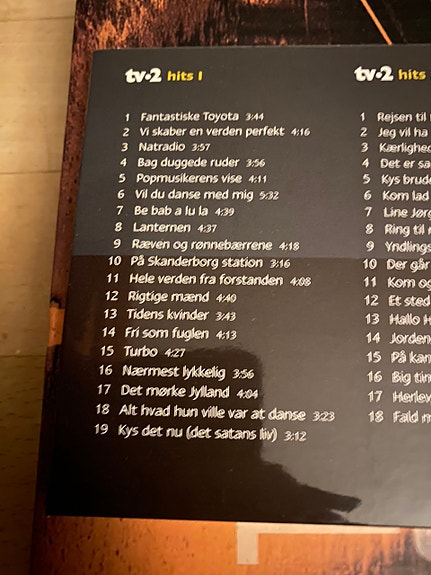 tv·2 hits 1
1 Fantastiske Toyota 3:44
2 Vi skaber en verden perfekt 4:16
3 Natradio 3:57
4 Bag duggede ruder 3:56
5 Popmusikerens vise 4:11
6 Vil du danse med mig 5:32
7 Be bab a lu la 4:39
8 Lanternen 4:37
9 Ræven og rønnebærrene 4:18
10 På Skanderborg station 3:16
11 Hele verden fra forstanden 4:08
12 Rigtige mænd 4:40
13 Tidens kvinder 3:43
14 Fri som fuglen 4:13
15 Turbo 4:27
16 Nærmest lykkelig 3:56
17 Det mørke Jylland 4:04
18 Alt hvad hun ville var at danse 3:23
19 Kys det nu (det satans liv) 3:12
tv·2 hits
1 Rejsen til
2 Jeg vil ha
3 Kærlighed
4 Det er sa
5 Kys brud
6 Kom lad
7 Line Jørg
8 Ring til
9 Yndlings
10 Der går
11 Kom og
12 Et sted
13 Hallo
14 Jorden
15 På kan
16 Big tim
17 Herlev
18 Fald